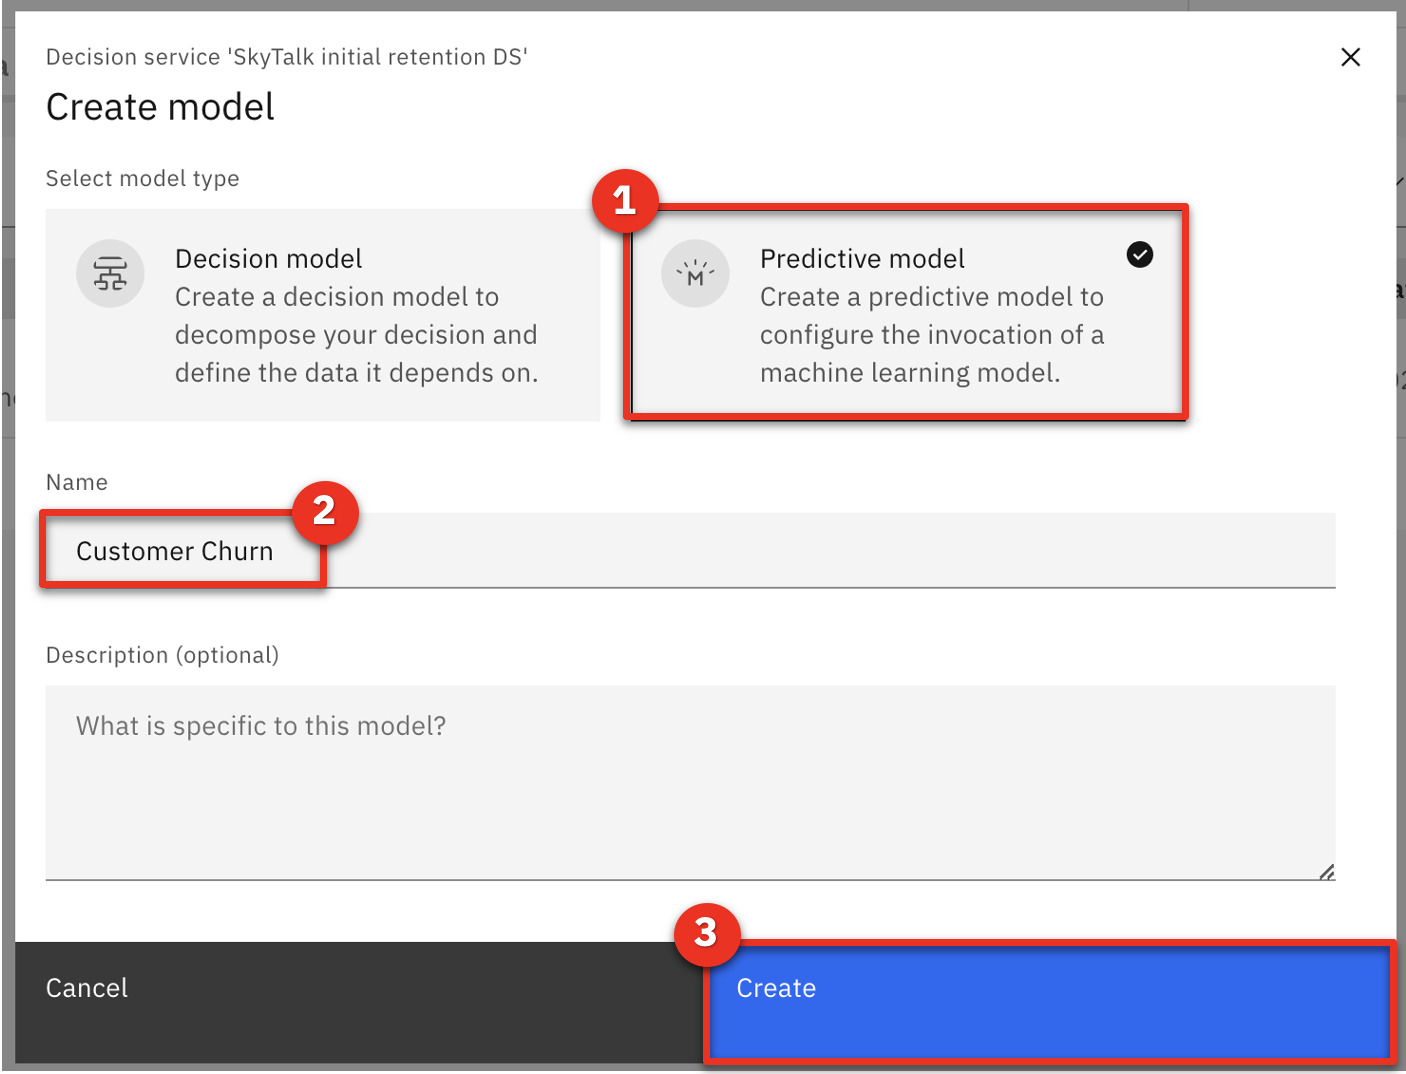 Decision service 'SkyTalk initial retention DS'
Create model
Select model type
1
Decision model
Create a decision model to
decompose your decision and
define the data it depends on.
M
Predictive model
Create a predictive model to
configure the invocation of a
machine learning model.
Name
2
Customer Churn
Description (optional)
What is specific to this model?
3
Cancel
Create